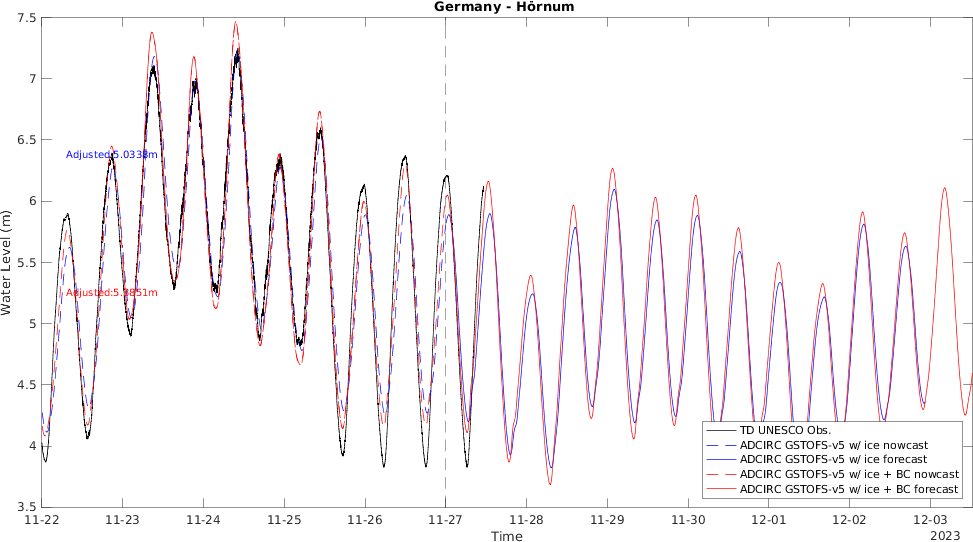 Germany - Hörnum
7.5
7
6.5
6
5.5
5
4.5
4
3.5
Water Level (m)
Adjusted:5.0338m
TD UNESCO Obs.
ADCIRC GSTOFS-v5 w/ ice nowcast
ADCIRC GSTOFS-v5 w/ ice forecast
ADCIRC GSTOFS-v5 w/ ice + BC nowcast
ADCIRC GSTOFS-v5 w/ ice + BC forecast
11-22
11-23
11-24
11-25
11-26
11-27
11-28
11-29
11-30
12-01
12-02
12-03
Time
2023